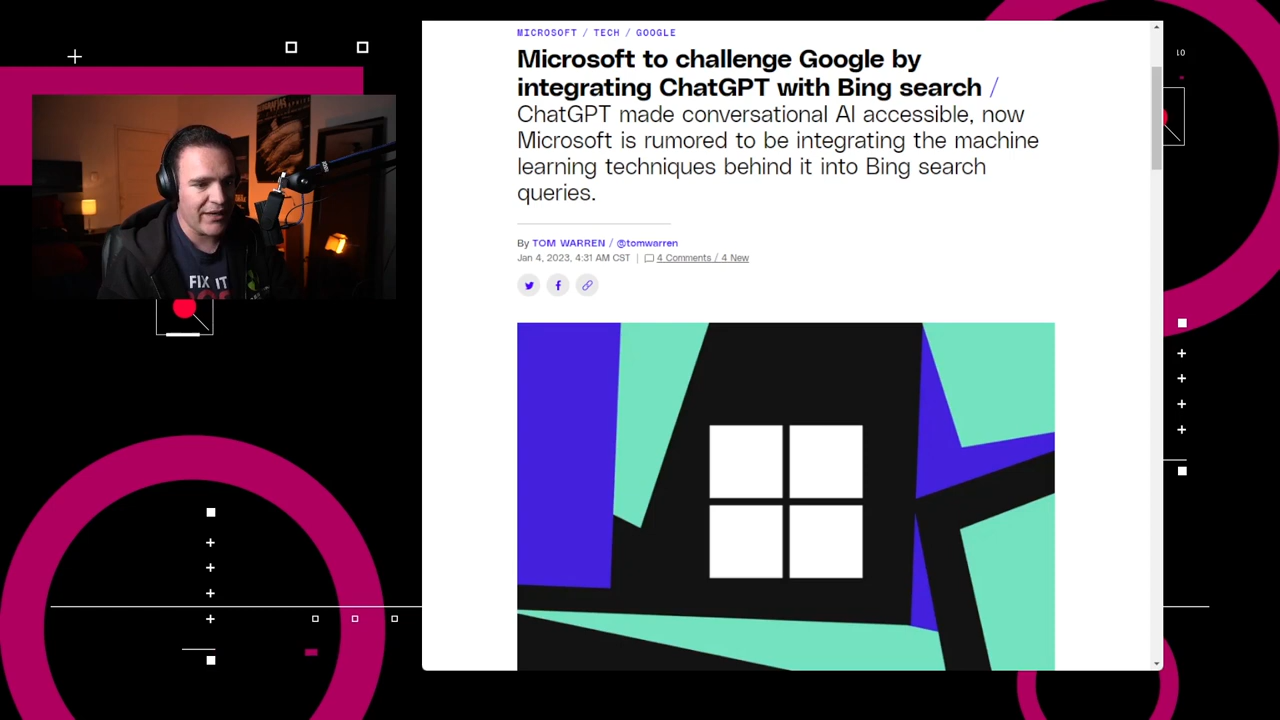 MICROSOFT / TECH / GOOGLE
Microsoft to challenge Google by
integrating ChatGPT with Bing search /
ChatGPT made conversational AI accessible, now
Microsoft is rumored to be integrating the machine
learning techniques behind it into Bing search
queries.
By TOM WARREN / @tomwarren
Jan 4, 2023, 4:31 AM CST | 4 Comments / 4 New
FIX IT